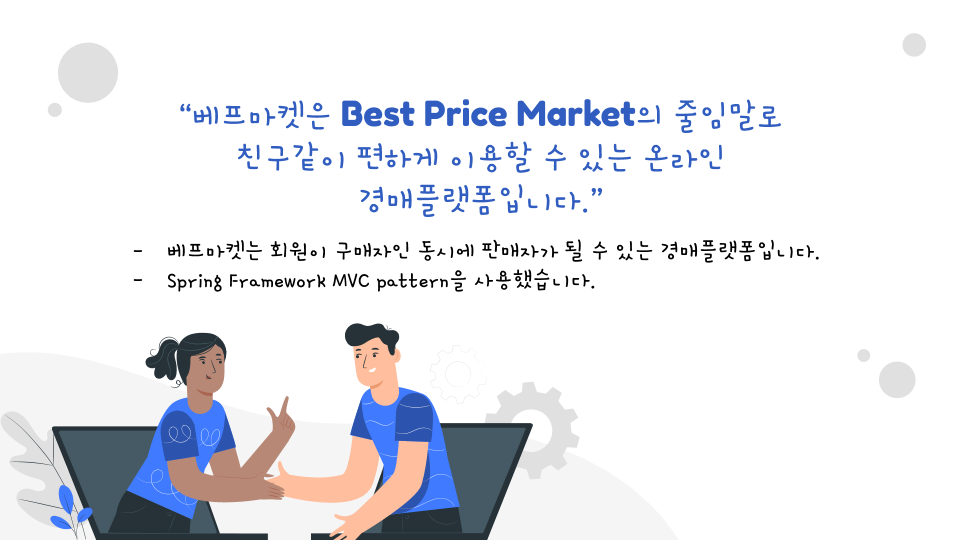 “베프마켓은 Best Price Market의 줄임말로
친구같이 편하게 이용할 수 있는 온라인
경매플랫폼입니다.”
- 베프마켓는 회원이 구매자인 동시에 판매자가 될 수 있는 경매플랫폼입니다.
- Spring Framework MVC pattern을 사용했습니다.